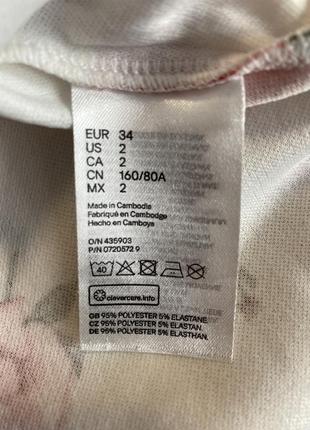 EUR 34
US 2
CA 2
CN 160/80A
MX 2
Made in Cambodia
Fabriqué en Cambodge
Hecho en Camboya
O/N 435903
P/N 0720572 9
40
clevercare.info
GB 95% POLYESTER 5% ELASTANE
CZ 95% POLYESTER 5% ELASTAN.
DE 95% POLYESTER 5% ELASTHAN.